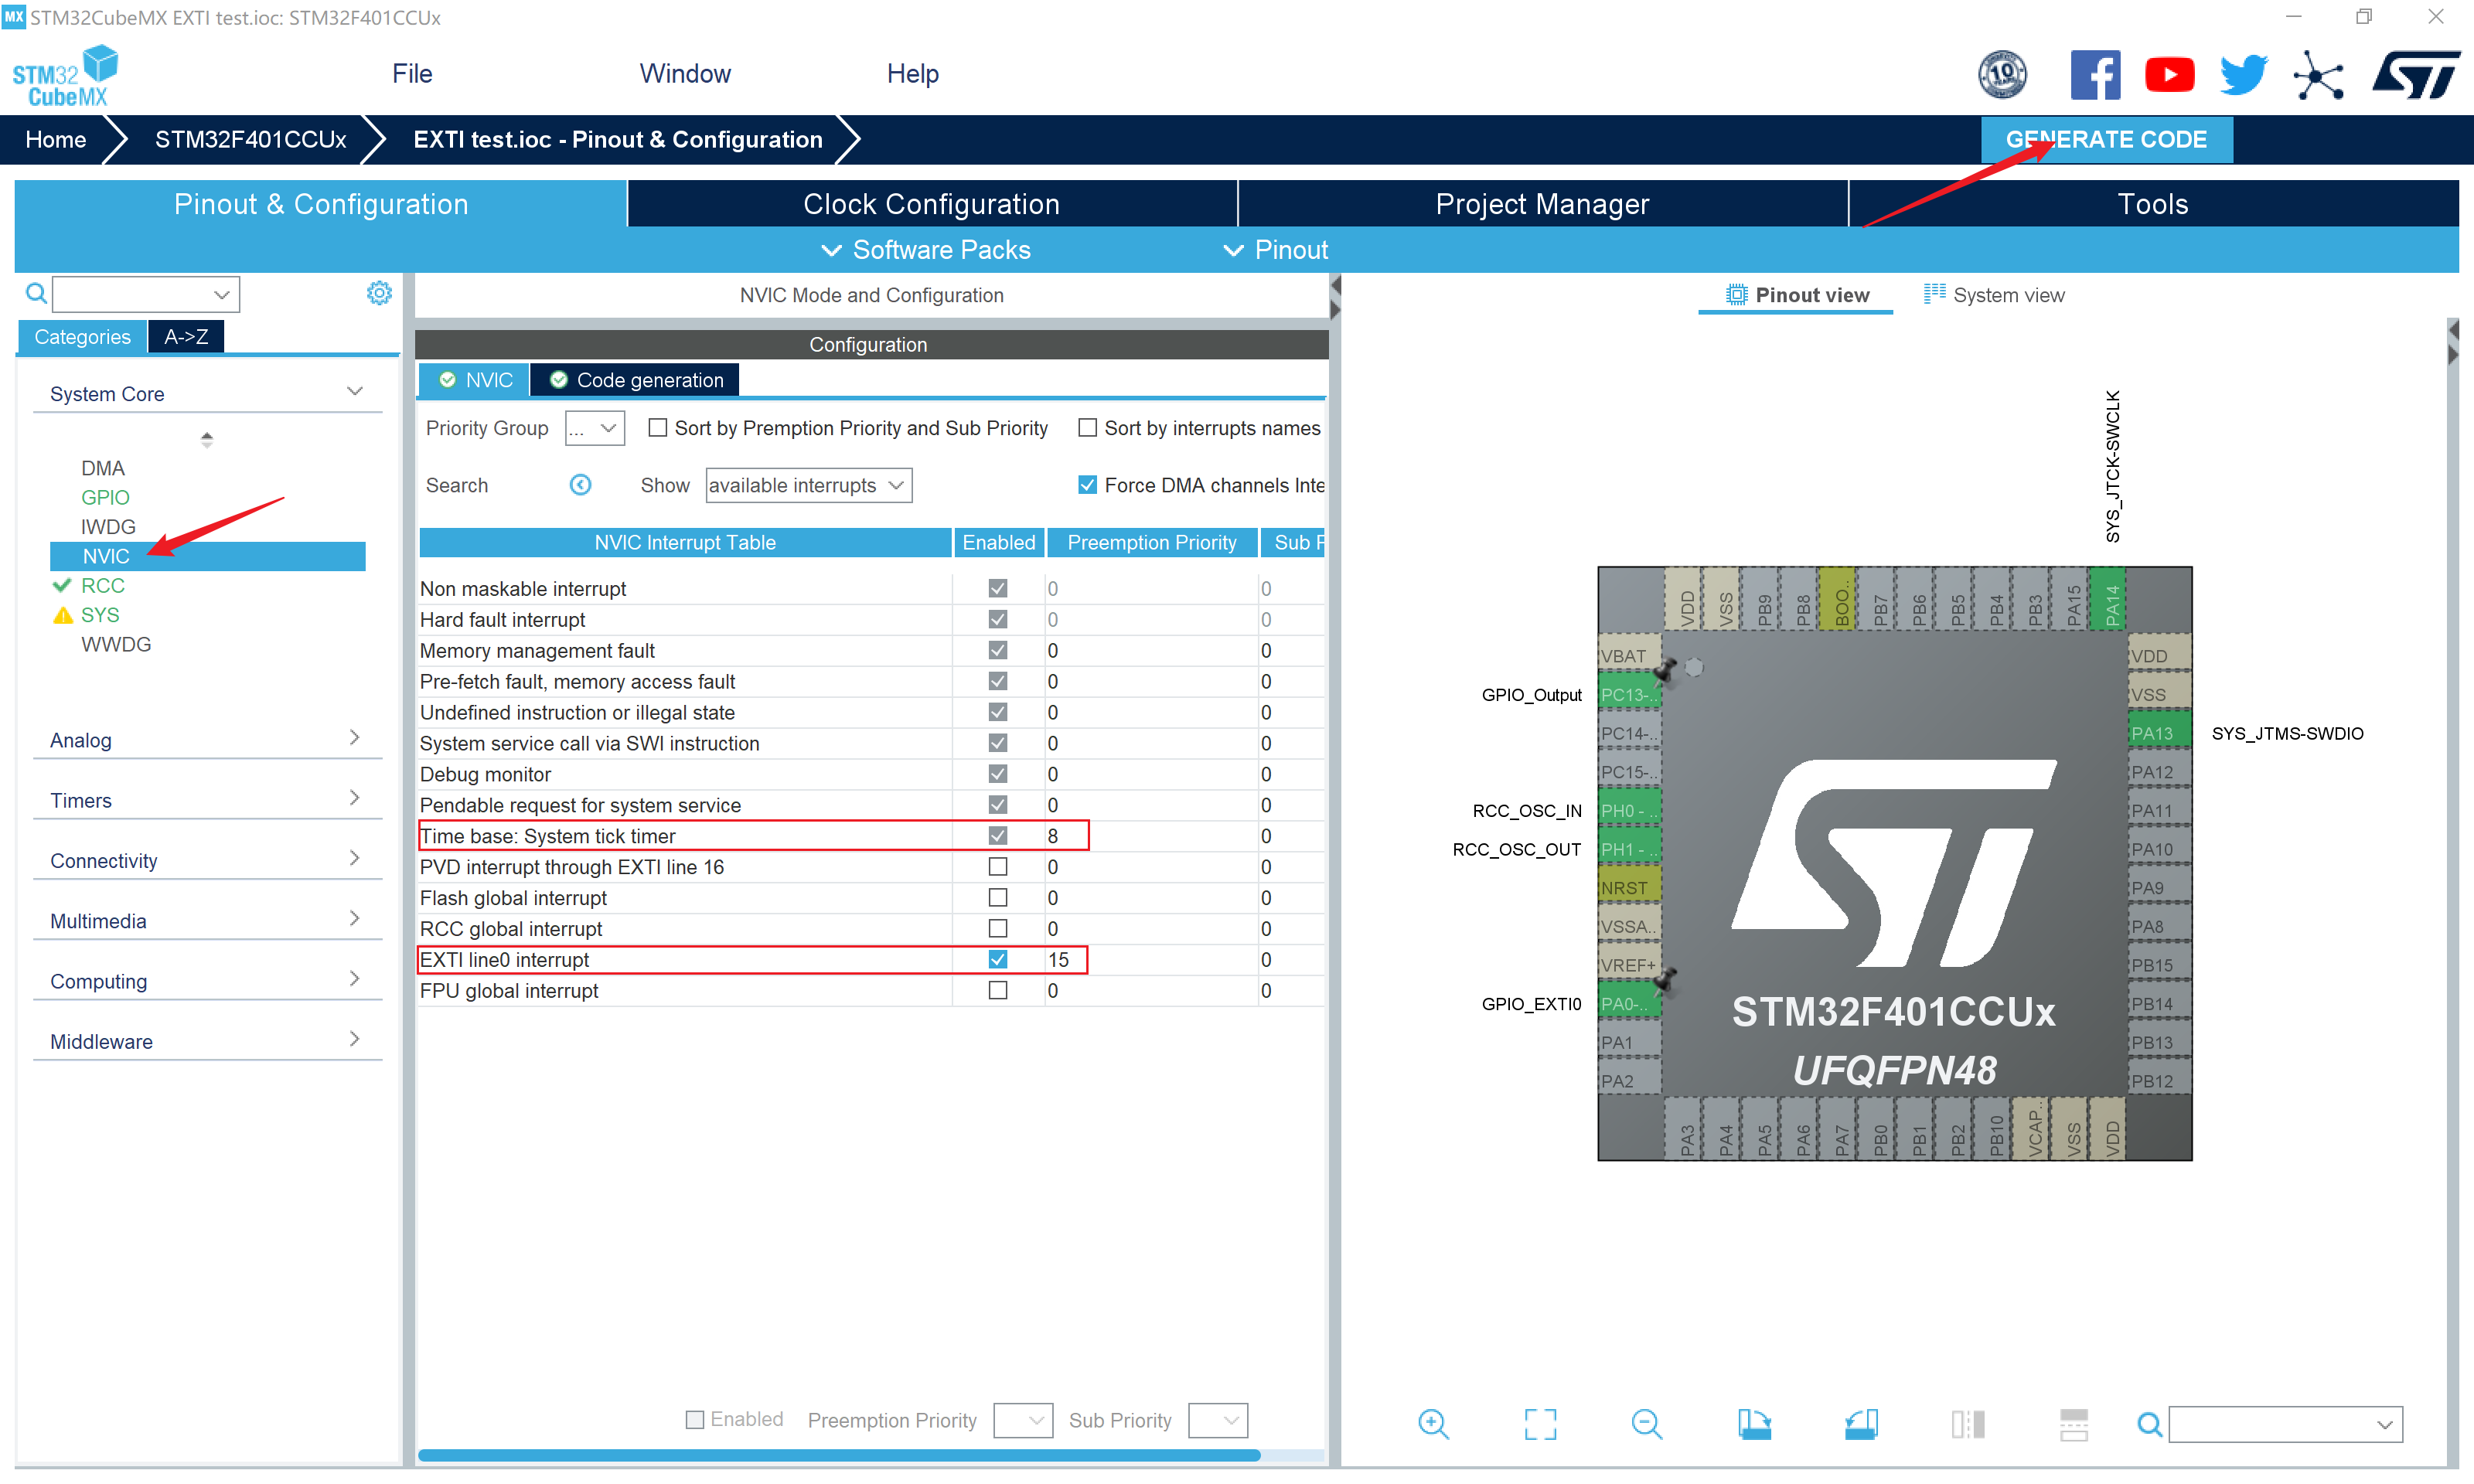 MX STM32CubeMX EXTI test.ioc: STM32F401CCUx
STM32 CubeMX
File
Window
Help
10
Home
STM32F401CCUx
EXTI test.ioc - Pinout & Configuration
GENERATE CODE
Pinout & Configuration
Clock Configuration
Project Manager
Tools
Software Packs
Pinout
Categories
A->Z
System Core
DMA
GPIO
IWDG
NVIC
RCC
SYS
WWDG
Analog
Timers
Connectivity
Multimedia
Computing
Middleware
NVIC Mode and Configuration
Configuration
NVIC
Code generation
Priority Group ... Sort by Premption Priority and Sub Priority Sort by interrupts names
Search Show available interrupts Force DMA channels Inte
NVIC Interrupt Table Enabled Preemption Priority Sub P
Non maskable interrupt 0 0
Hard fault interrupt 0 0
Memory management fault 0 0
Pre-fetch fault, memory access fault 0 0
Undefined instruction or illegal state 0 0
System service call via SWI instruction 0 0
Debug monitor 0 0
Pendable request for system service 0 0
Time base: System tick timer 8 0
PVD interrupt through EXTI line 16 0 0
Flash global interrupt 0 0
RCC global interrupt 0 0
EXTI line0 interrupt 15 0
FPU global interrupt 0 0
Enabled Preemption Priority Sub Priority
Pinout view
System view
SYS_JTCK-SWCLK
VDD
VSS
PB9
PB8
BOO..
PB7
PB6
PB5
PB4
PB3
PA15
PA14
VBAT
GPIO_Output PC13-..
PC14-..
PC15-..
RCC_OSC_IN PH0 - ..
RCC_OSC_OUT PH1 - ..
NRST
VSSA..
VREF+
GPIO_EXTI0 PA0-..
PA1
PA2
VDD
VSS
PA13 SYS_JTMS-SWDIO
PA12
PA11
PA10
PA9
PA8
PB15
PB14
PB13
PB12
ST
STM32F401CCUx
UFQFPN48
PA3
PA4
PA5
PA6
PA7
PB0
PB1
PB2
PB10
VCAP..
VSS
VDD